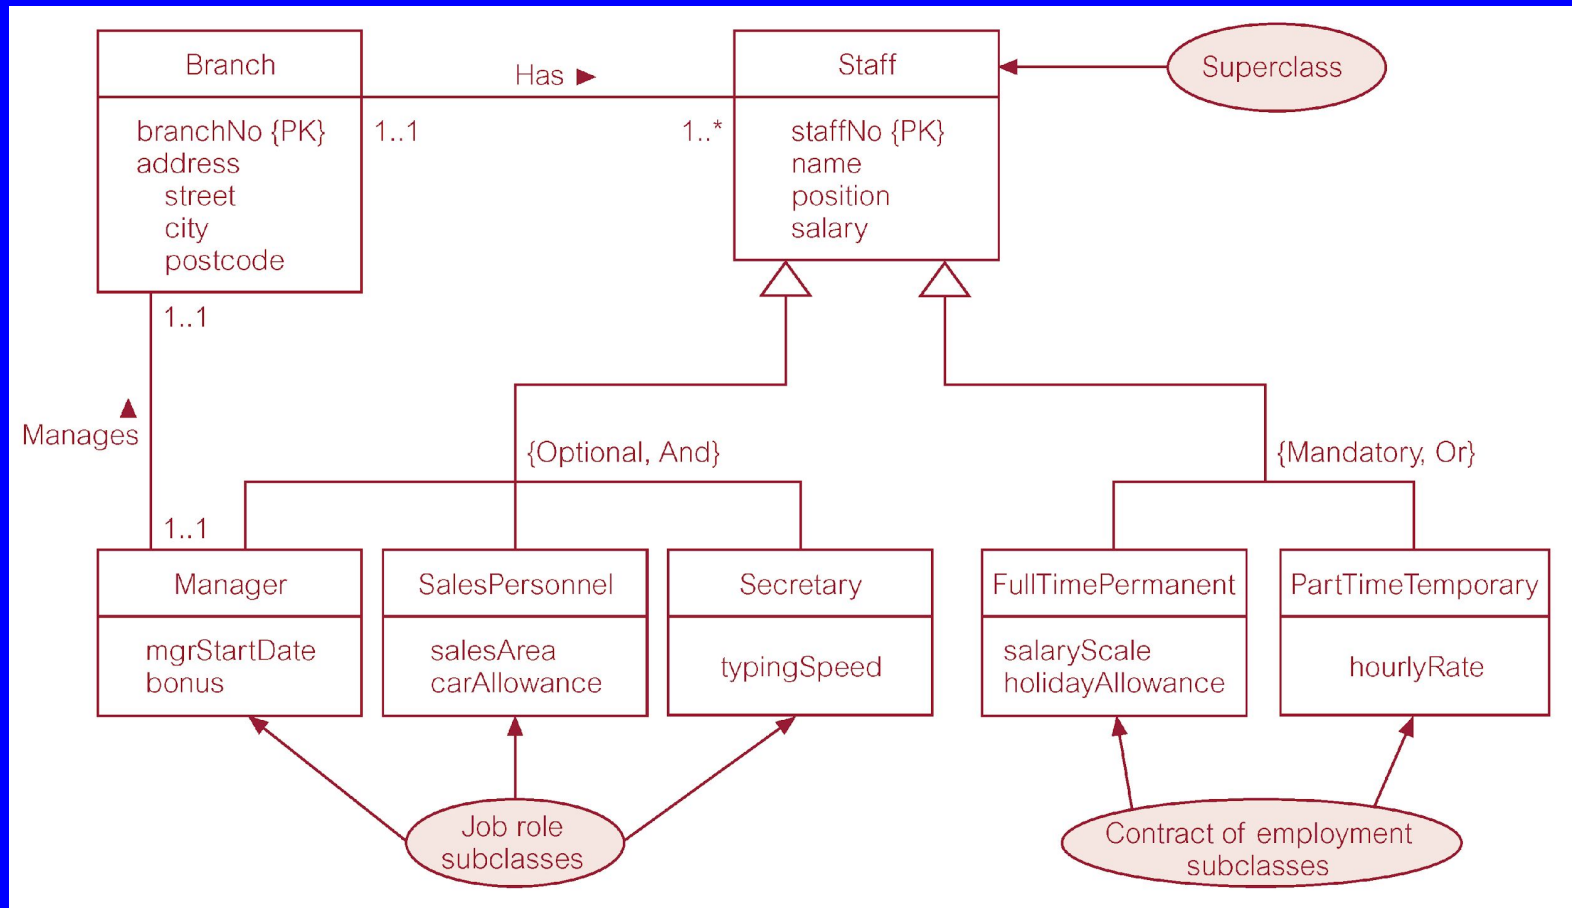 Branch
Has ►
Staff
Superclass
branchNo {PK}
address
street
city
postcode
1..1
1..*
staffNo {PK}
name
position
salary
1..1
▲
Manages
{Optional, And}
{Mandatory, Or}
1..1
Manager
mgrStartDate
bonus
SalesPersonnel
salesArea
carAllowance
Secretary
typingSpeed
FullTimePermanent
salaryScale
holidayAllowance
PartTimeTemporary
hourlyRate
Job role
subclasses
Contract of employment
subclasses